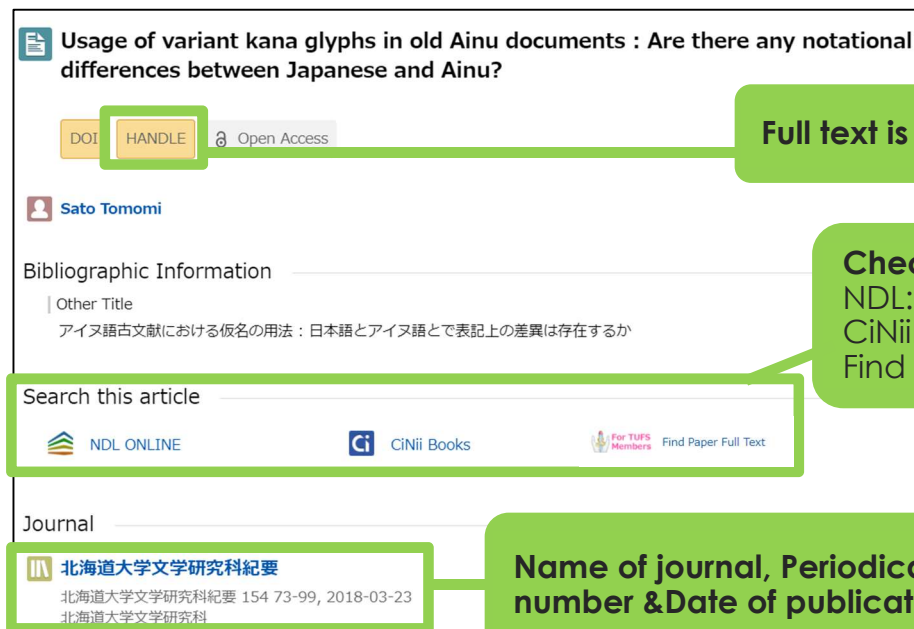 Usage of variant kana glyphs in old Ainu documents : Are there any notational
differences between Japanese and Ainu?
DOI
HANDLE
Open Access
Full text is
Sato Tomomi
Bibliographic Information
Other Title
アイヌ語古文献における仮名の用法 : 日本語とアイヌ語とで表記上の差異は存在するか
NDL:
CiNii
Find
Search this article
NDL ONLINE
Ci CiNii Books
For TUFS
Members
Find Paper Full Text
Journal
北海道大学文学研究科紀要
北海道大学文学研究科紀要 154 73-99, 2018-03-23
北海道大学文学研究科
Name of journal,
number &Date of